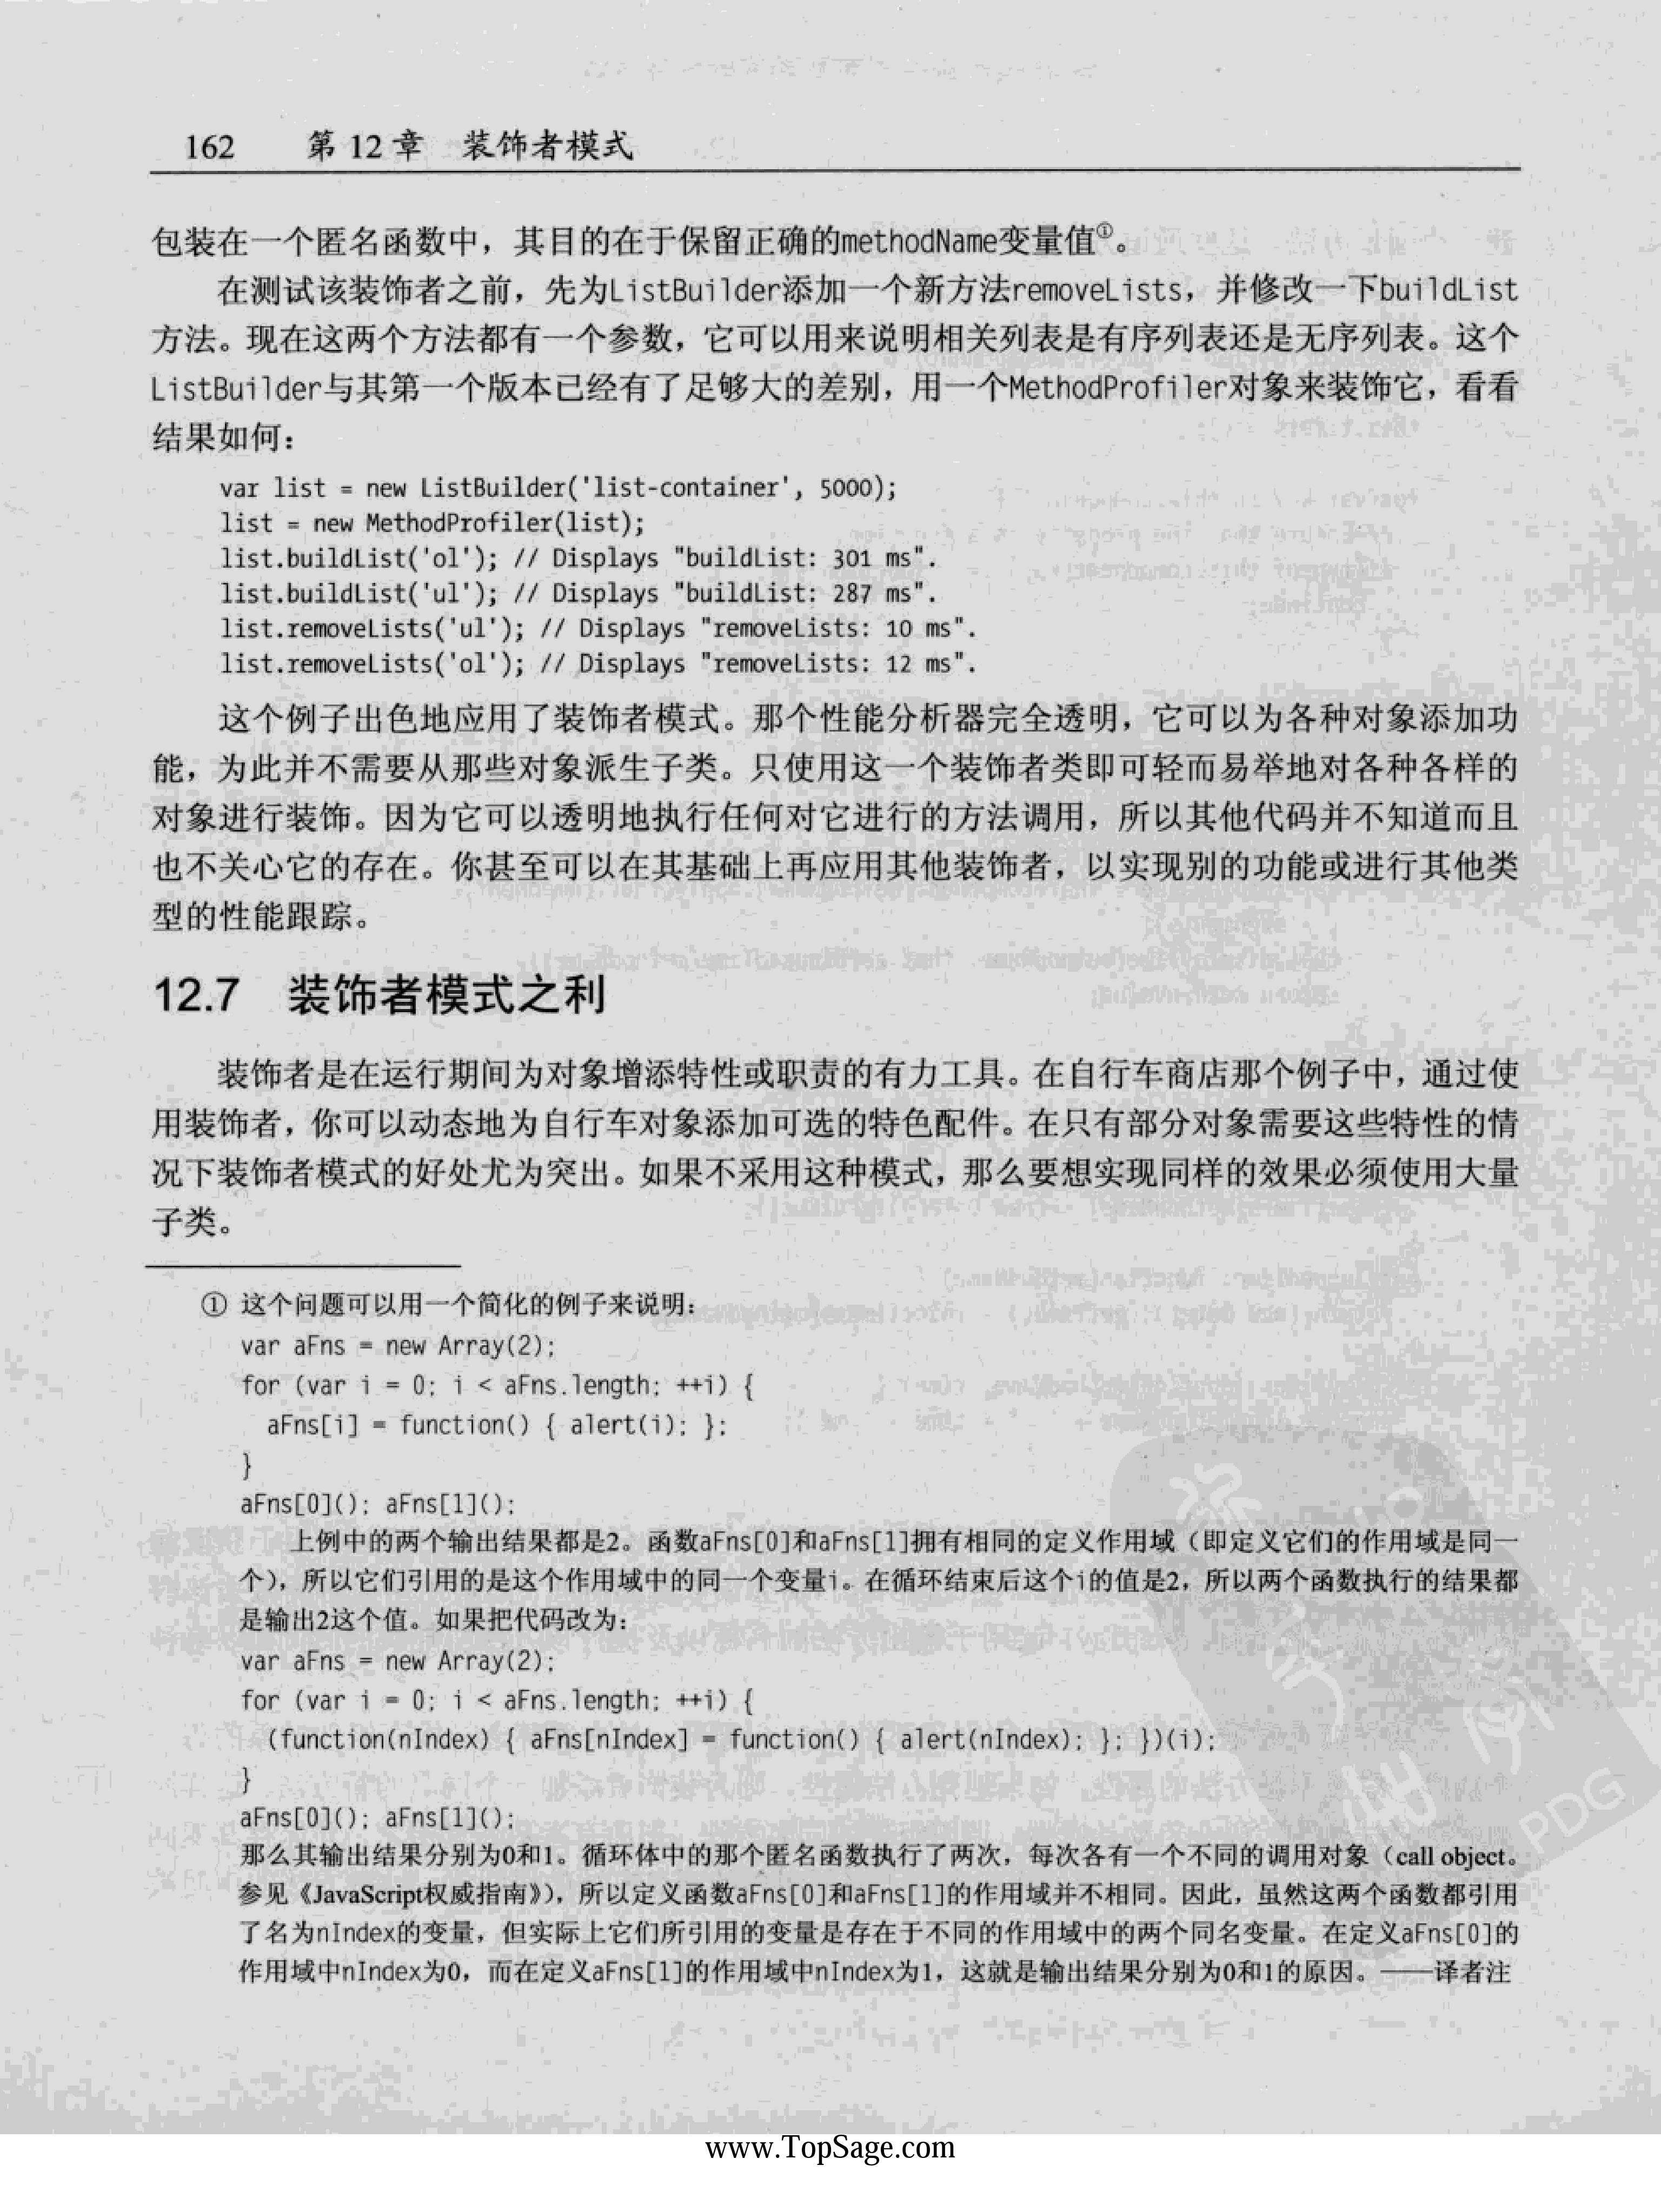 162 第 12 章 装饰者模式
包装在一个匿名函数中，其目的在于保留正确的methodName变量值①。
在测试该装饰者之前，先为ListBuilder添加一个新方法removeLists，并修改一下buildList
方法。现在这两个方法都有一个参数，它可以用来说明相关列表是有序列表还是无序列表。这个
ListBuilder与其第一个版本已经有了足够大的差别，用一个MethodProfiler对象来装饰它，看看
结果如何：
var list = new ListBuilder('list-container', 5000);
list = new MethodProfiler(list);
list.buildList('ol'); // Displays "buildList: 301 ms".
list.buildList('ul'); // Displays "buildList: 287 ms".
list.removeLists('ul'); // Displays "removeLists: 10 ms".
list.removeLists('ol'); // Displays "removeLists: 12 ms".
这个例子出色地应用了装饰者模式。那个性能分析器完全透明，它可以为各种对象添加功
能，为此并不需要从那些对象派生子类。只使用这一个装饰者类即可轻而易举地对各种各样的
对象进行装饰。因为它可以透明地执行任何对它进行的方法调用，所以其他代码并不知道而且
也不关心它的存在。你甚至可以在其基础上再应用其他装饰者，以实现别的功能或进行其他类
型的性能跟踪。
12.7 装饰者模式之利
装饰者是在运行期间为对象增添特性或职责的有力工具。在自行车商店那个例子中，通过使
用装饰者，你可以动态地为自行车对象添加可选的特色配件。在只有部分对象需要这些特性的情
况下装饰者模式的好处尤为突出。如果不采用这种模式，那么要想实现同样的效果必须使用大量
子类。
① 这个问题可以用一个简化的例子来说明：
var aFns = new Array(2);
for (var i = 0; i < aFns.length; ++i) {
aFns[i] = function() { alert(i); };
}
aFns[0](); aFns[1]();
上例中的两个输出结果都是2。函数aFns[0]和aFns[1]拥有相同的定义作用域（即定义它们的作用域是同一
个），所以它们引用的是这个作用域中的同一个变量i。在循环结束后这个i的值是2，所以两个函数执行的结果都
是输出2这个值。如果把代码改为：
var aFns = new Array(2);
for (var i = 0; i < aFns.length; ++i) {
(function(nIndex) { aFns[nIndex] = function() { alert(nIndex); }; })(i);
}
aFns[0](); aFns[1]();
那么其输出结果分别为0和1。循环体中的那个匿名函数执行了两次，每次各有一个不同的调用对象（call object。
参见《JavaScript权威指南》），所以定义函数aFns[0]和aFns[1]的作用域并不相同。因此，虽然这两个函数都引用
了名为nIndex的变量，但实际上它们所引用的变量是存在于不同的作用域中的两个同名变量。在定义aFns[0]的
作用域中nIndex为0，而在定义aFns[1]的作用域中nIndex为1，这就是输出结果分别为0和1的原因。——译者注
PDG
www.TopSage.com